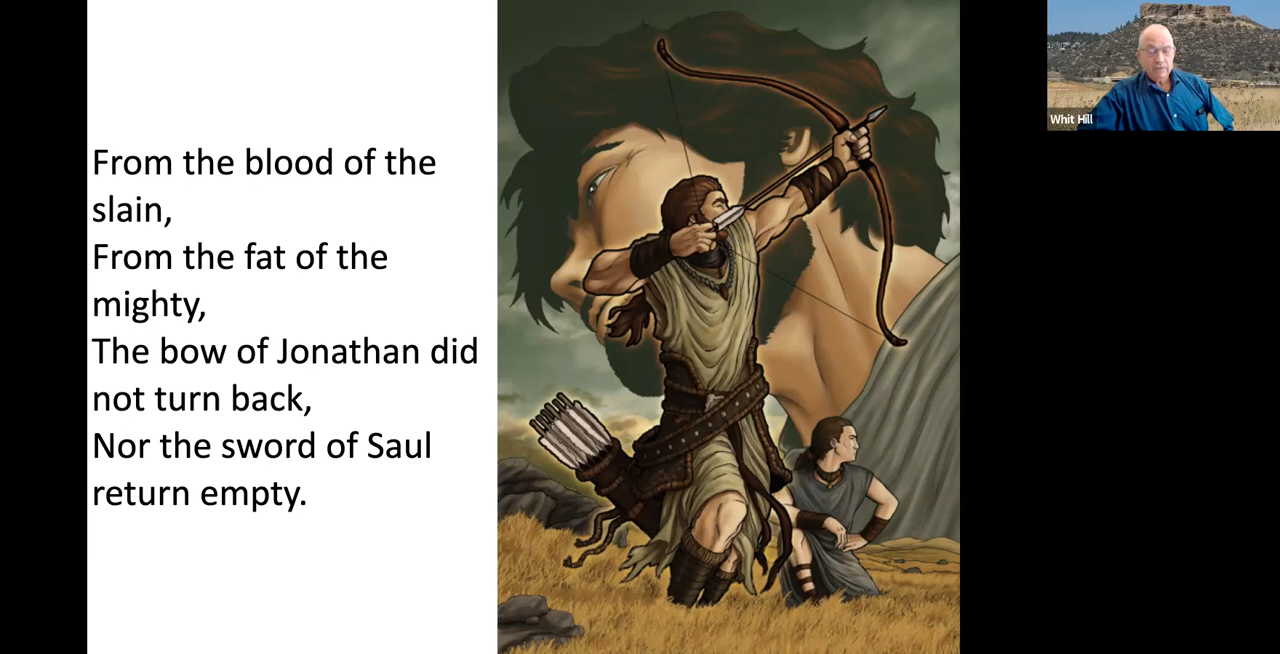 From the blood of the
slain,
From the fat of the
mighty,
The bow of Jonathan did
not turn back,
Nor the sword of Saul
return empty.
Whit Hill